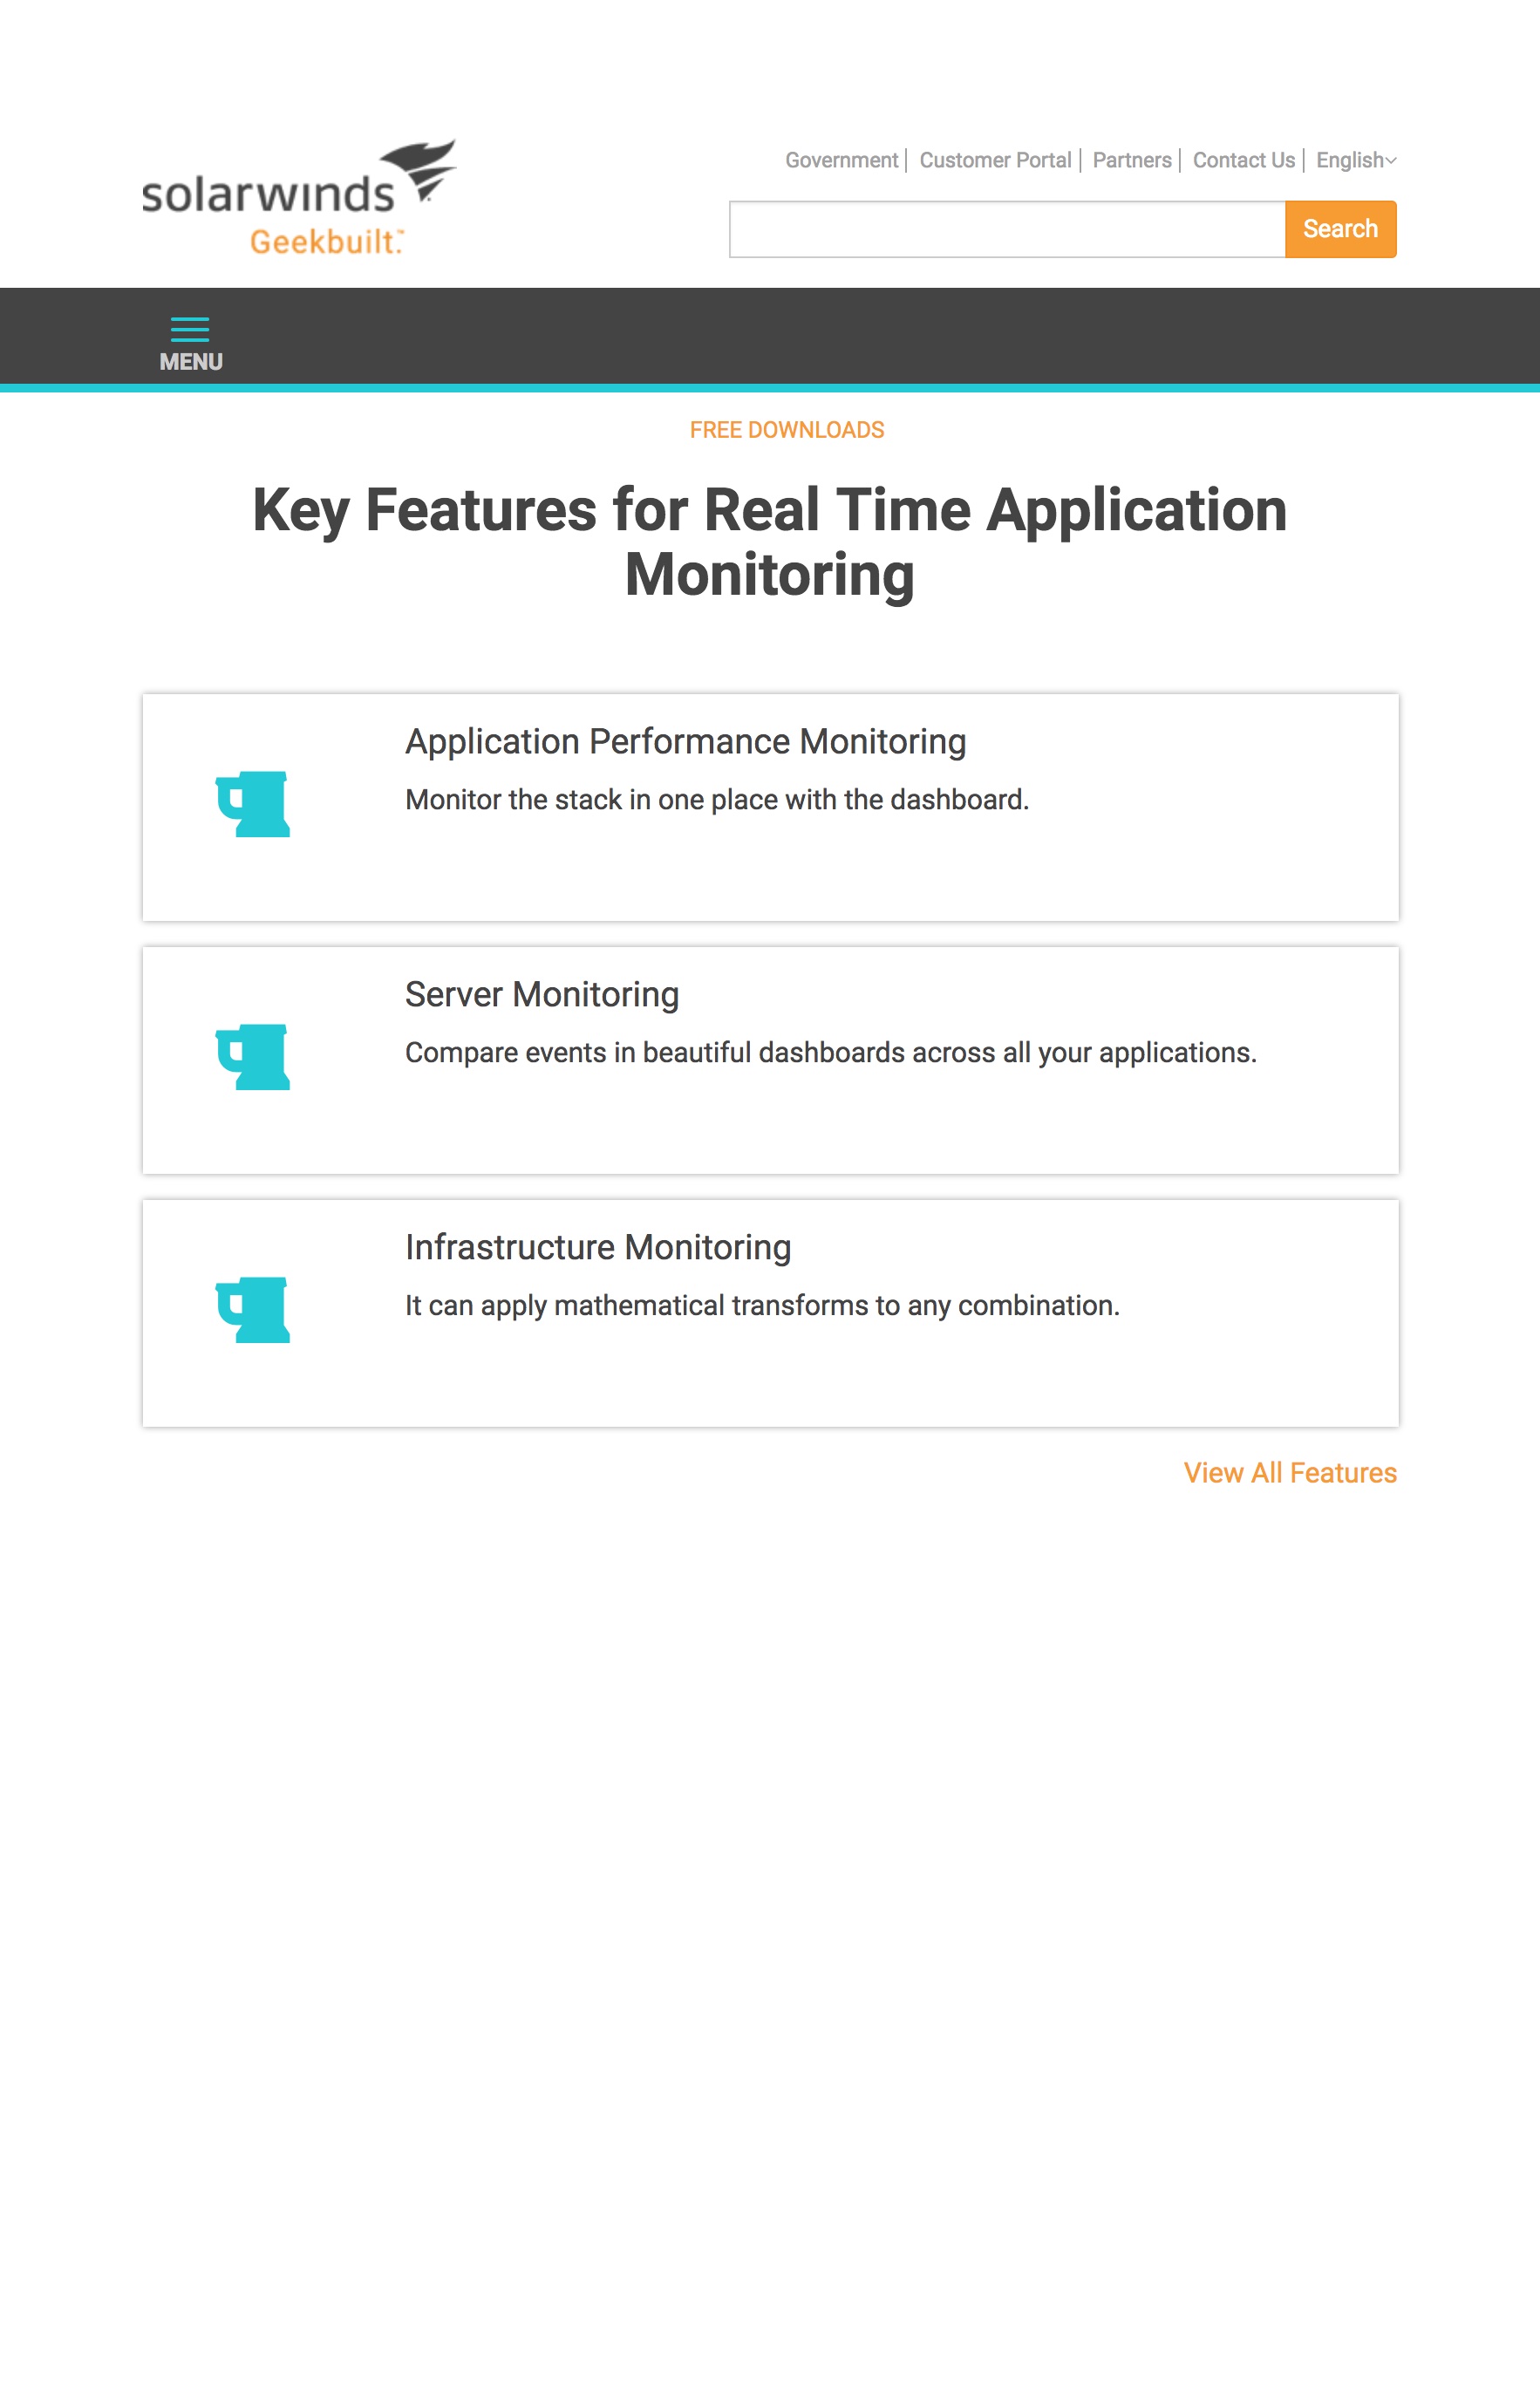 solarwinds
Geekbuilt.™
Government | Customer Portal | Partners | Contact Us | English
Search
MENU
FREE DOWNLOADS
Key Features for Real Time Application
Monitoring
Application Performance Monitoring
Monitor the stack in one place with the dashboard.
Server Monitoring
Compare events in beautiful dashboards across all your applications.
Infrastructure Monitoring
It can apply mathematical transforms to any combination.
View All Features